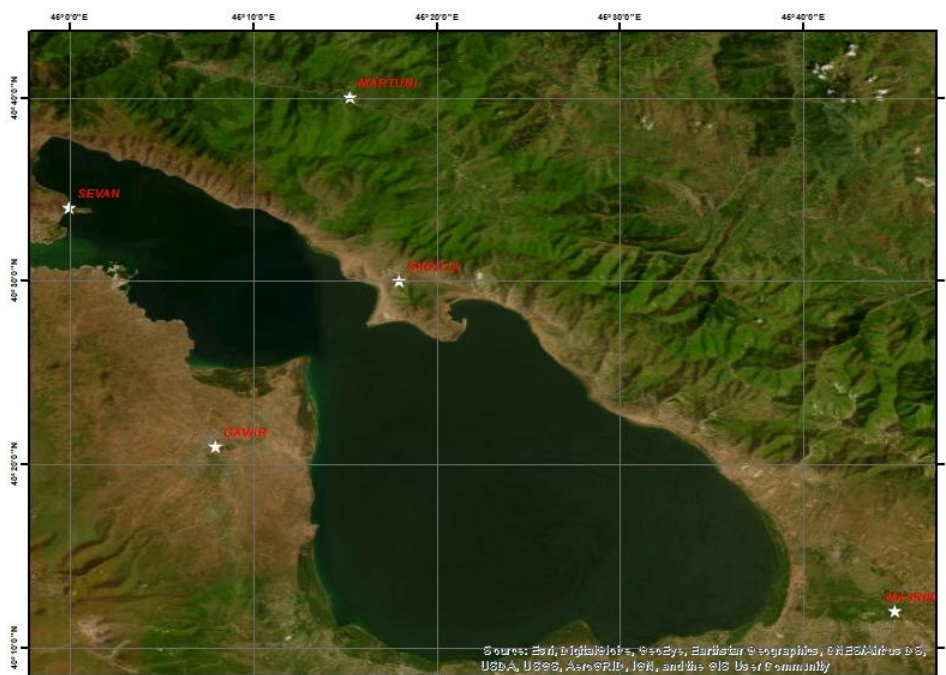 45°0'0"E 45°10'0"E 45°20'0"E 45°30'0"E 45°40'0"E
40°40'0"N
MARTUNI
SEVAN
40°30'0"N
GAVAR
40°20'0"N
40°10'0"N
Source: Esri, DigitalGlobe, GeoEye, Earthstar Geographics, CNES/Airbus DS,
USDA, USGS, AeroGRID, IGN, and the GIS User Community